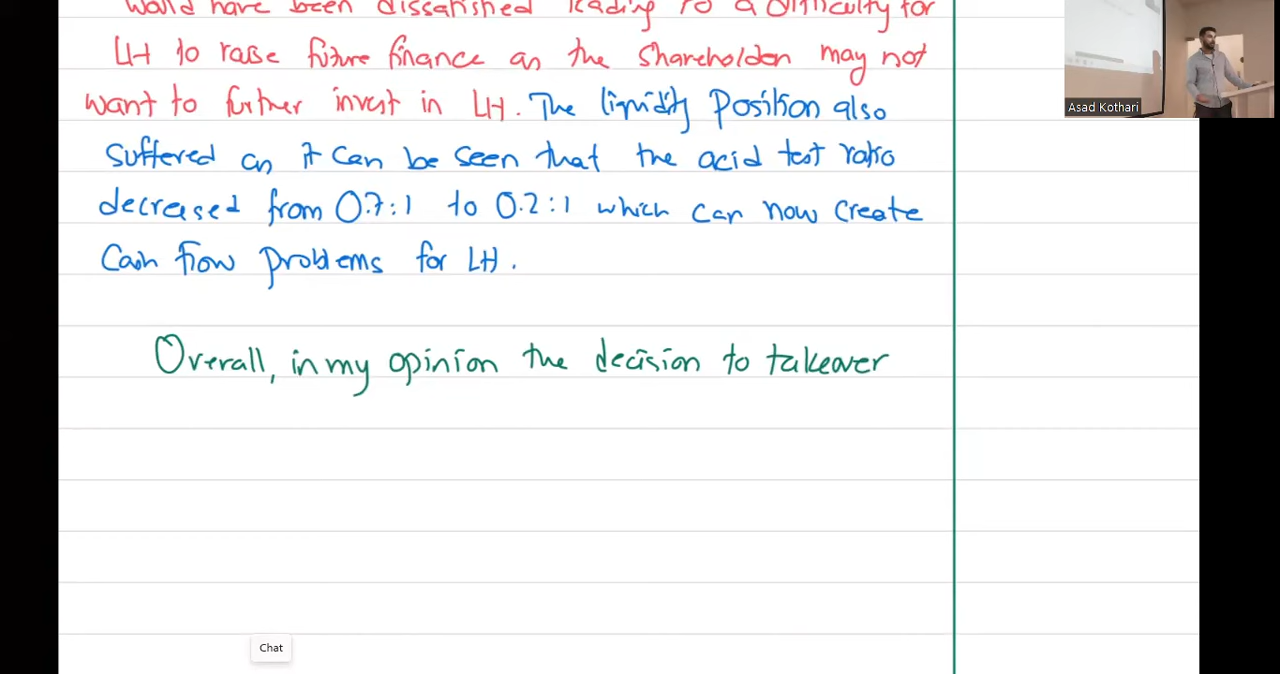 would have been dissatisfied leading to a difficulty for
LH to raise future finance as the shareholders may not
want to further invest in LH. The liquidity Position also
Suffered as it can be seen that the acid test ratio
decreased from 0.7:1 to 0.2:1 which can now create
Cash flow problems for LH.
Overall, in my opinion the decision to takeover
Asad Kothari
Chat